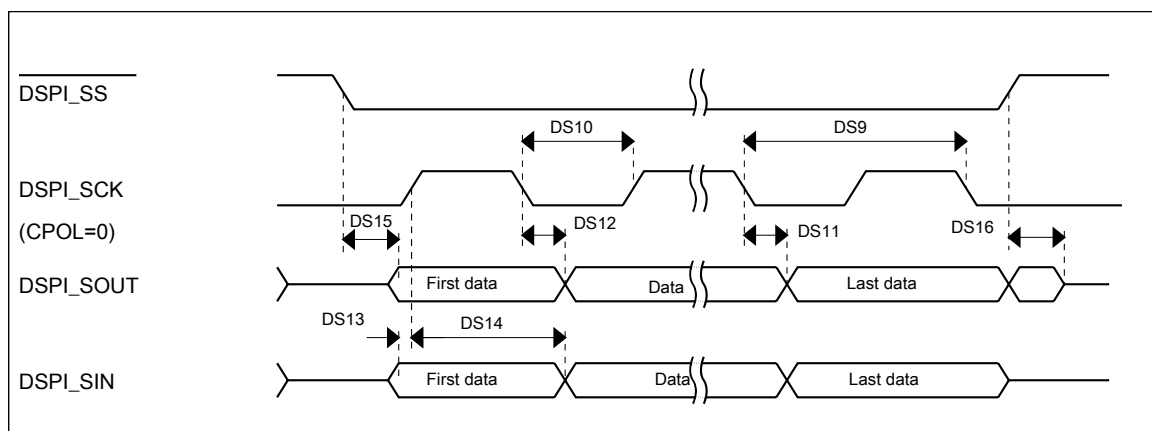 DSPI_SS
DS10
DS9
DSPI_SCK
(CPOL=0)
DS15
DS12
DS11
DS16
DSPI_SOUT
First data
Data
Last data
DS13
DS14
DSPI_SIN
First data
Data
Last data